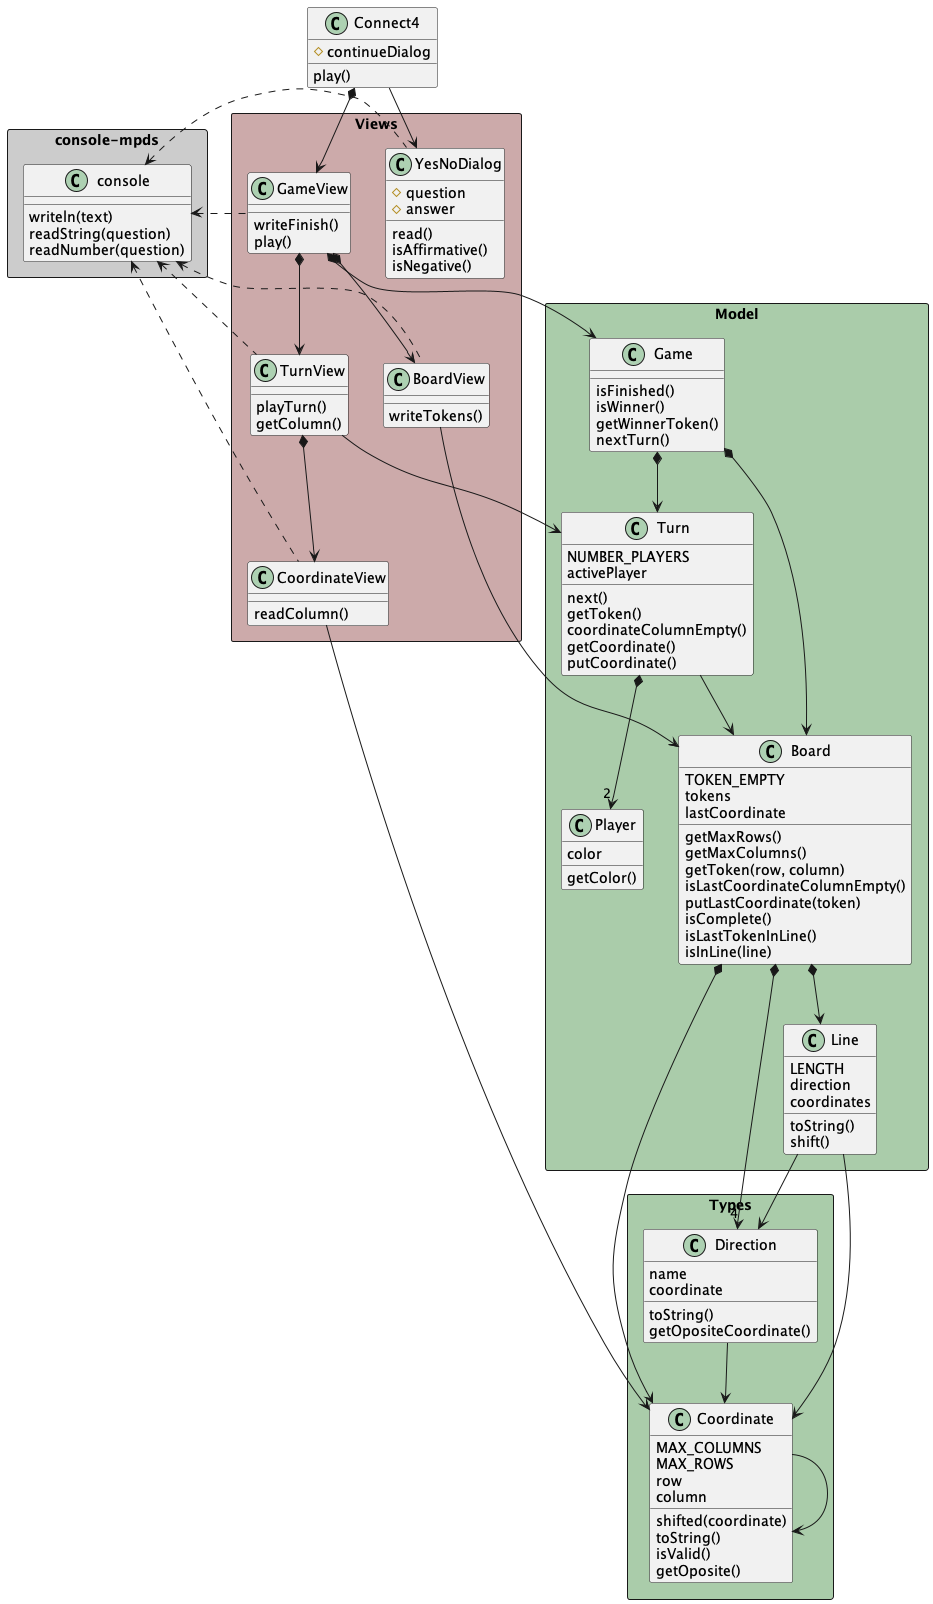 C Connect4
continueDialog
play()
Views
console-mpds
C console
writeln(text)
readString(question)
readNumber(question)
C GameView
writeFinish()
play()
C YesNoDialog
question
answer
read()
isAffirmative()
isNegative()
C TurnView
playTurn()
getColumn()
C BoardView
writeTokens()
C CoordinateView
readColumn()
Model
C Game
isFinished()
isWinner()
getWinnerToken()
nextTurn()
C Turn
NUMBER_PLAYERS
activePlayer
next()
getToken()
coordinateColumnEmpty()
getCoordinate()
putCoordinate()
2
C Player
color
getColor()
C Board
TOKEN_EMPTY
tokens
lastCoordinate
getMaxRows()
getMaxColumns()
getToken(row, column)
isLastCoordinateColumnEmpty()
putLastCoordinate(token)
isComplete()
isLastTokenInLine()
isInLine(line)
C Line
LENGTH
direction
coordinates
toString()
shift()
Types
4
C Direction
name
coordinate
toString()
getOpositeCoordinate()
C Coordinate
MAX_COLUMNS
MAX_ROWS
row
column
shifted(coordinate)
toString()
isValid()
getOposite()